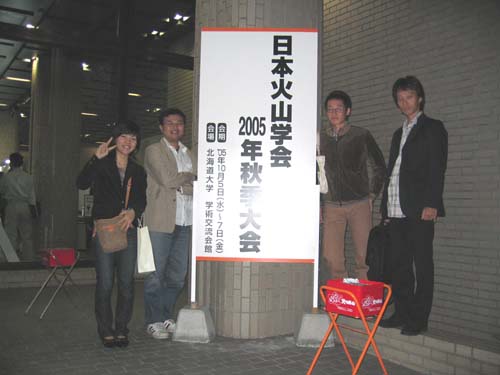 日本火山学会
2005年秋季大会
会期 '05年10月5日(水)~7日(金)
会場 北海道大学 学術交流会館